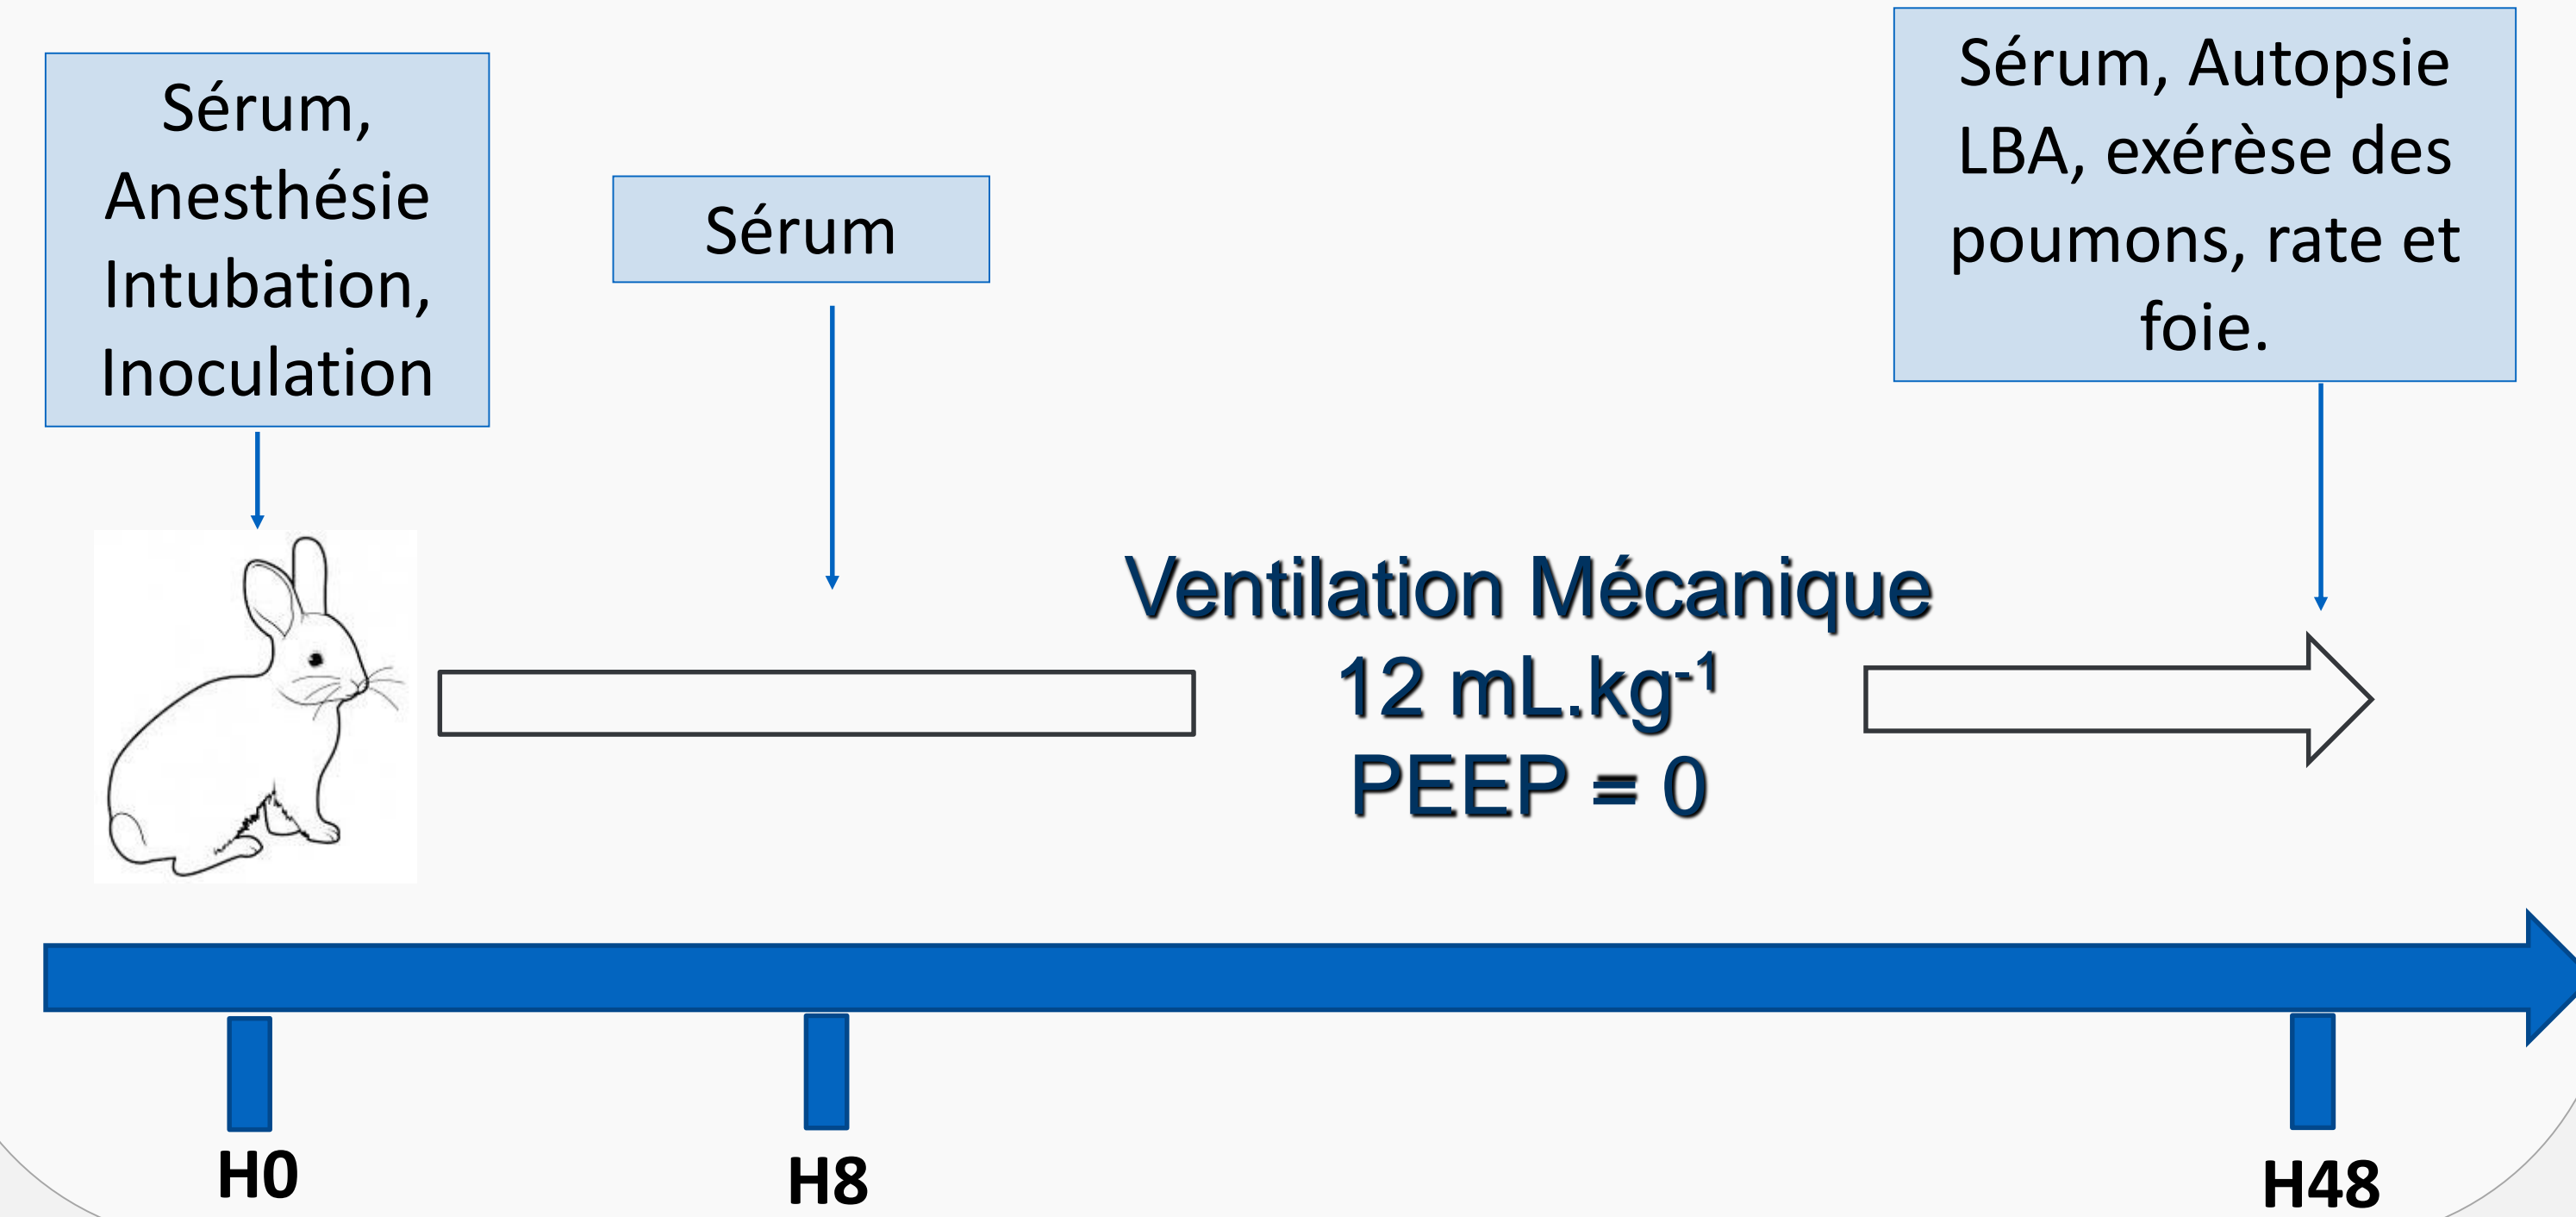 Sérum,
Anesthésie
Intubation,
Inoculation
Sérum
Sérum, Autopsie
LBA, exérèse des
poumons, rate et
foie.
Ventilation Mécanique
12 mL.kg⁻¹
PEEP = 0
H0
H8
H48